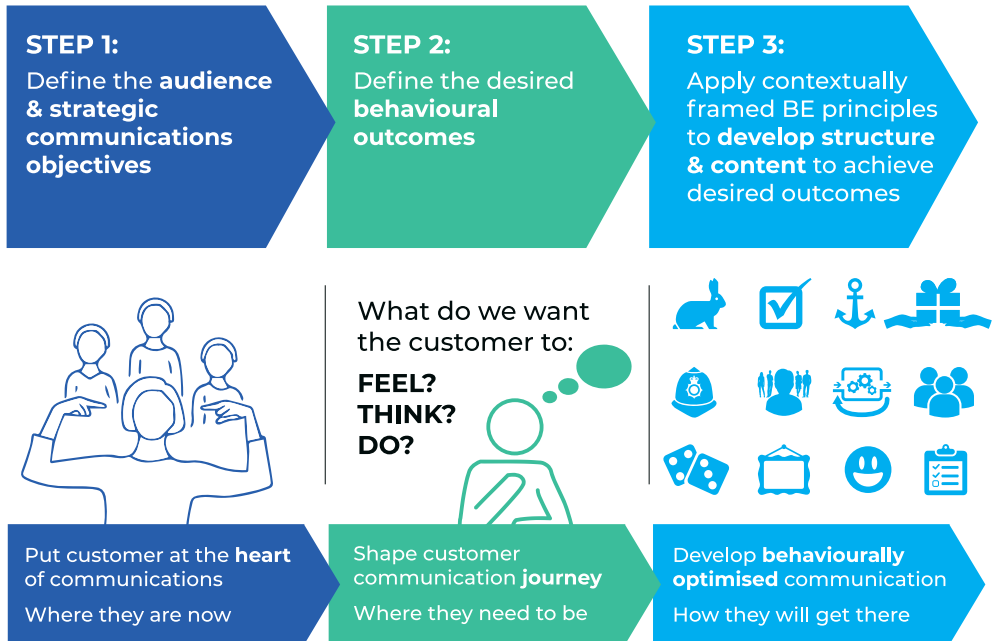 STEP 1:
Define the audience
& strategic
communications
objectives
STEP 2:
Define the desired
behavioural
outcomes
STEP 3:
Apply contextually
framed BE principles
to develop structure
& content to achieve
desired outcomes
What do we want
the customer to:
FEEL?
THINK?
DO?
Put customer at the heart
of communications
Where they are now
Shape customer
communication journey
Where they need to be
Develop behaviourally
optimised communication
How they will get there